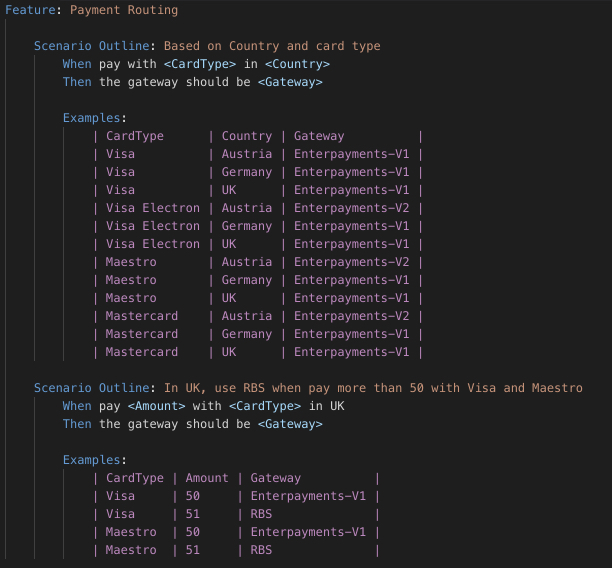 Feature: Payment Routing
Scenario Outline: Based on Country and card type
When pay with <CardType> in <Country>
Then the gateway should be <Gateway>
Examples:
| CardType | Country | Gateway |
| Visa | Austria | Enterpayments-V1 |
| Visa | Germany | Enterpayments-V1 |
| Visa | UK | Enterpayments-V1 |
| Visa Electron | Austria | Enterpayments-V2 |
| Visa Electron | Germany | Enterpayments-V1 |
| Visa Electron | UK | Enterpayments-V1 |
| Maestro | Austria | Enterpayments-V2 |
| Maestro | Germany | Enterpayments-V1 |
| Maestro | UK | Enterpayments-V1 |
| Mastercard | Austria | Enterpayments-V2 |
| Mastercard | Germany | Enterpayments-V1 |
| Mastercard | UK | Enterpayments-V1 |
Scenario Outline: In UK, use RBS when pay more than 50 with Visa and Maestro
When pay <Amount> with <CardType> in UK
Then the gateway should be <Gateway>
Examples:
| CardType | Amount | Gateway |
| Visa | 50 | Enterpayments-V1 |
| Visa | 51 | RBS |
| Maestro | 50 | Enterpayments-V1 |
| Maestro | 51 | RBS |